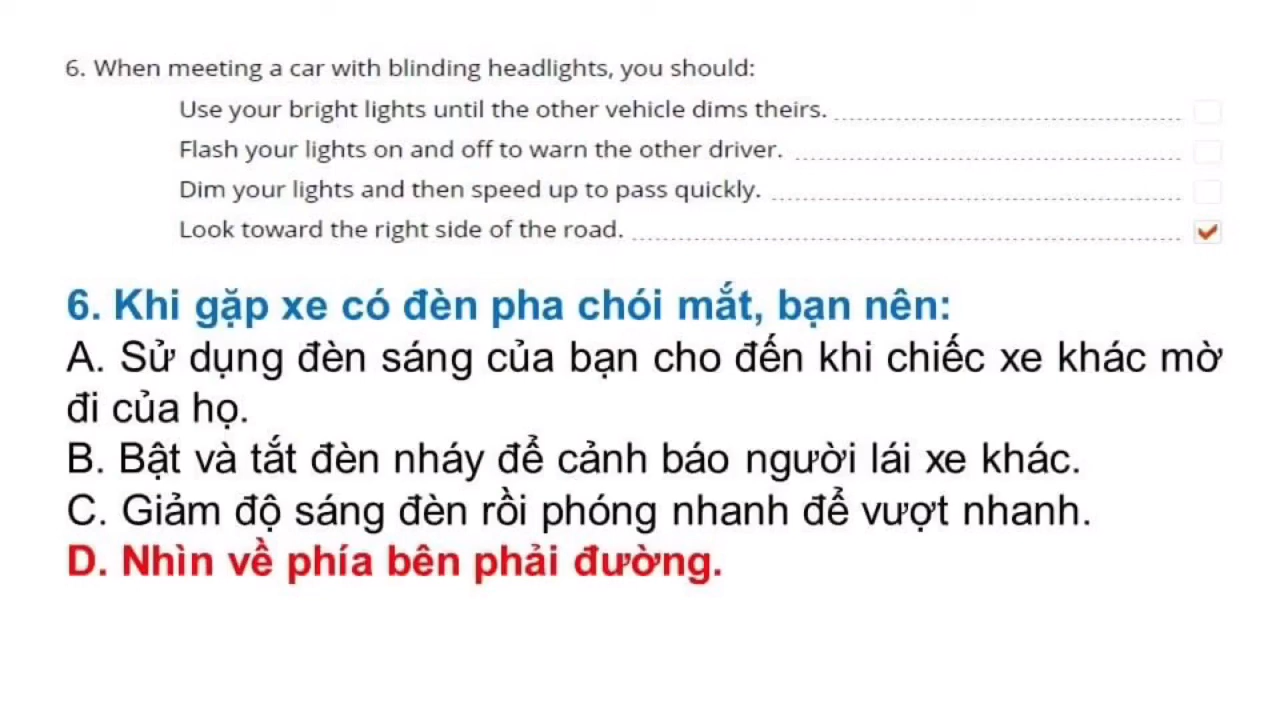 6. When meeting a car with blinding headlights, you should:
Use your bright lights until the other vehicle dims theirs.
Flash your lights on and off to warn the other driver.
Dim your lights and then speed up to pass quickly.
Look toward the right side of the road.
6. Khi gặp xe có đèn pha chói mắt, bạn nên:
A. Sử dụng đèn sáng của bạn cho đến khi chiếc xe khác mờ
đi của họ.
B. Bật và tắt đèn nháy để cảnh báo người lái xe khác.
C. Giảm độ sáng đèn rồi phóng nhanh để vượt nhanh.
D. Nhìn về phía bên phải đường.